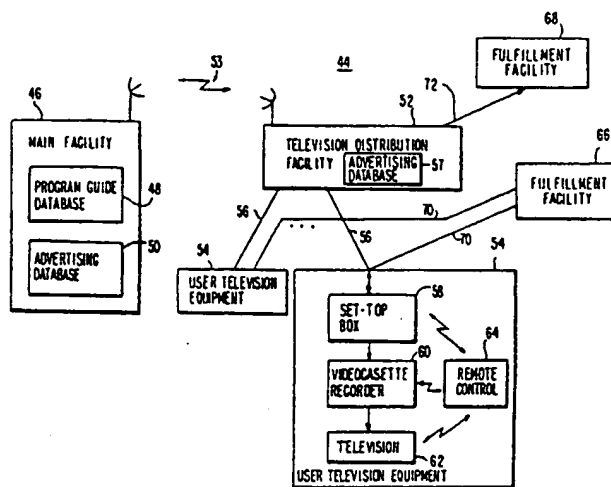 68
FULFILLMENT
FACILITY
53
44
46
72
52
MAIN FACILITY
TELEVISION DISTRIBUTION
FACILITY
ADVERTISING
DATABASE
57
66
PROGRAM GUIDE
DATABASE
48
FULFILLMENT
FACILITY
56
70
ADVERTISING
DATABASE
50
54
...
56
70
54
USER TELEVISION
EQUIPMENT
58
SET-TOP
BOX
64
60
VIDEOCASETTE
RECORDER
REMOTE
CONTROL
TELEVISION
62
USER TELEVISION EQUIPMENT